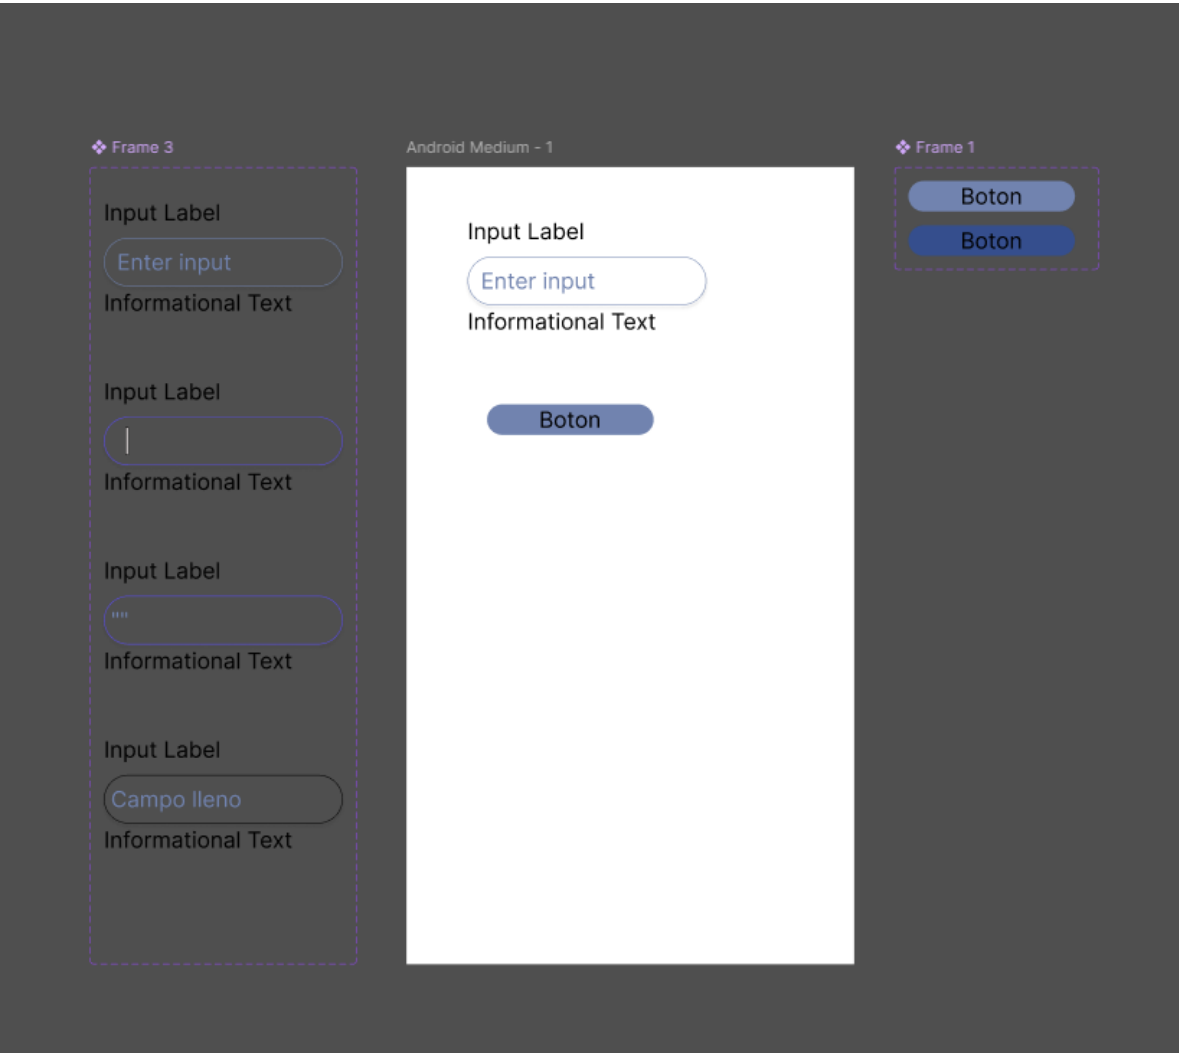 Frame 3
Input Label
Enter input
Informational Text
Input Label
Informational Text
Input Label
""
Informational Text
Input Label
Campo lleno
Informational Text
Android Medium - 1
Input Label
Enter input
Informational Text
Boton
Frame 1
Boton
Boton